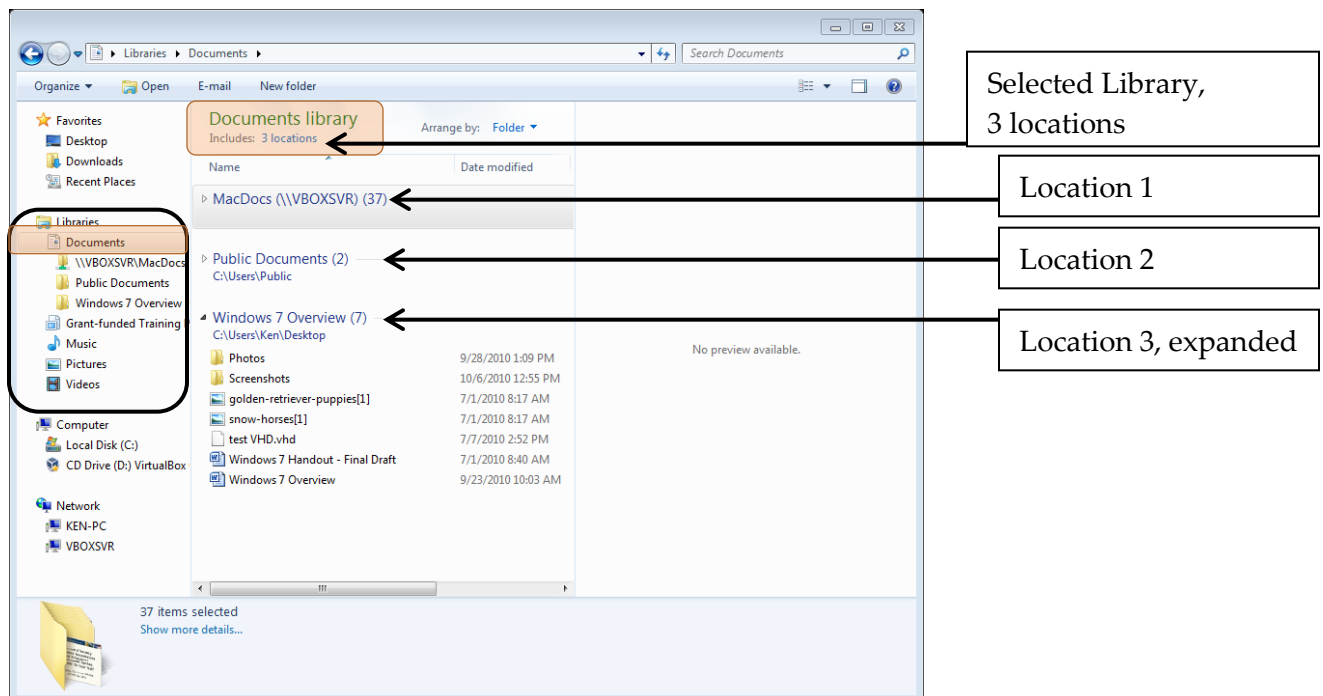 Libraries Documents
Search Documents
Organize Open E-mail New folder
Favorites
Desktop
Downloads
Recent Places
Libraries
Documents
\\VBOXSVR\MacDocs
Public Documents
Windows 7 Overview
Grant-funded Training
Music
Pictures
Videos
Computer
Local Disk (C:)
CD Drive (D:) VirtualBox
Network
KEN-PC
VBOXSVR
Documents library
Includes: 3 locations
Arrange by: Folder
Name Date modified
MacDocs (\\VBOXSVR) (37)
Public Documents (2)
C:\Users\Public
Windows 7 Overview (7)
C:\Users\Ken\Desktop
Photos 9/28/2010 1:09 PM
Screenshots 10/6/2010 12:55 PM
golden-retriever-puppies[1] 7/1/2010 8:17 AM
snow-horses[1] 7/1/2010 8:17 AM
test VHD.vhd 7/7/2010 2:52 PM
Windows 7 Handout - Final Draft 7/1/2010 8:40 AM
Windows 7 Overview 9/23/2010 10:03 AM
No preview available.
37 items selected
Show more details...
Selected Library,
3 locations
Location 1
Location 2
Location 3, expanded